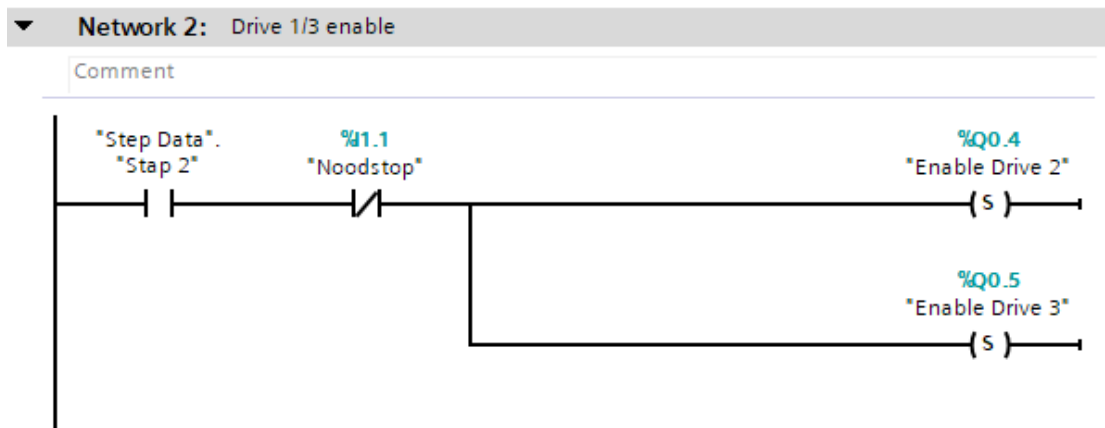 Network 2: Drive 1/3 enable
Comment
"Step Data".
"Stap 2"
%I1.1
"Noodstop"
%Q0.4
"Enable Drive 2"
S
%Q0.5
"Enable Drive 3"
S